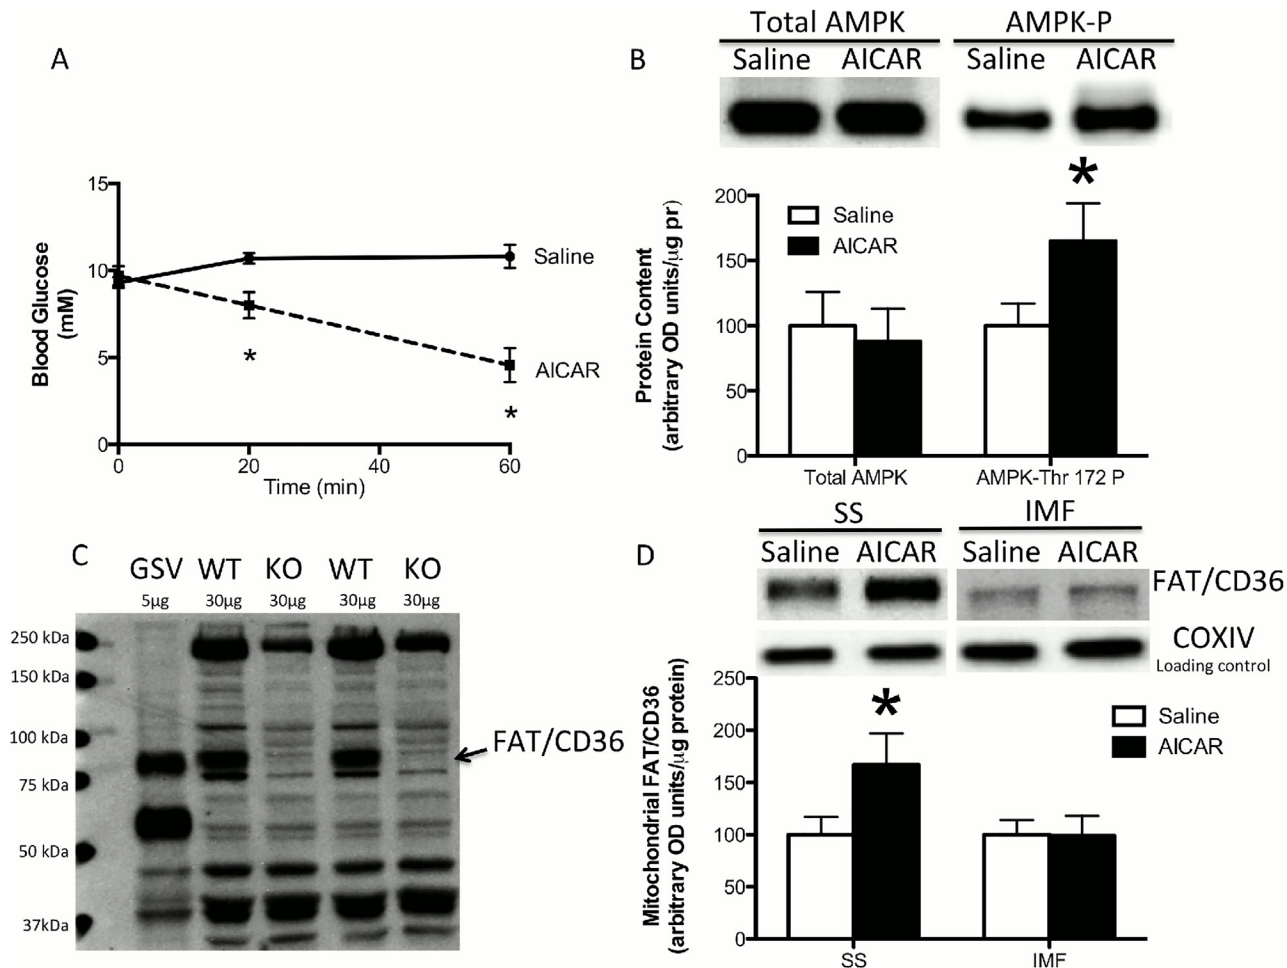 A
15
10
5
0
0 20 40 60
Blood Glucose
(mM)
Time (min)
Saline
AICAR
*
*
B
Total AMPK AMPK-P
Saline AICAR Saline AICAR
*
200
150
100
50
0
Protein Content
(arbitrary OD units/µg pr)
Saline
AICAR
Total AMPK AMPK-Thr 172 P
C
GSV WT KO WT KO
5µg 30µg 30µg 30µg 30µg
250 kDa
150 kDa
100 kDa
75 kDa
50 kDa
37kDa
FAT/CD36
D
SS IMF
Saline AICAR Saline AICAR
FAT/CD36
COXIV
Loading control
*
250
200
150
100
50
0
Mitochondrial FAT/CD36
(arbitrary OD units/µg protein)
Saline
AICAR
SS IMF